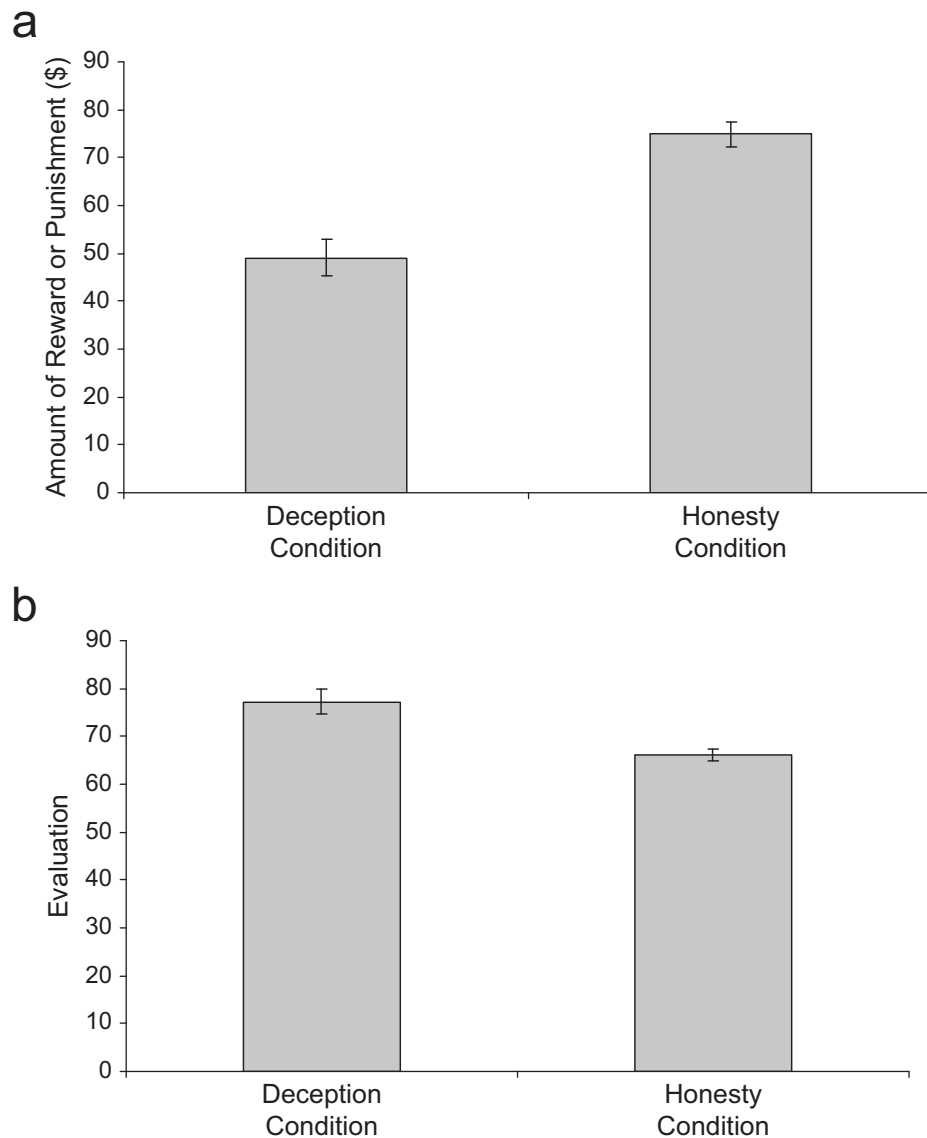 a
Amount of Reward or Punishment ($)
90
80
70
60
50
40
30
20
10
0
Deception
Condition
Honesty
Condition
b
Evaluation
90
80
70
60
50
40
30
20
10
0
Deception
Condition
Honesty
Condition